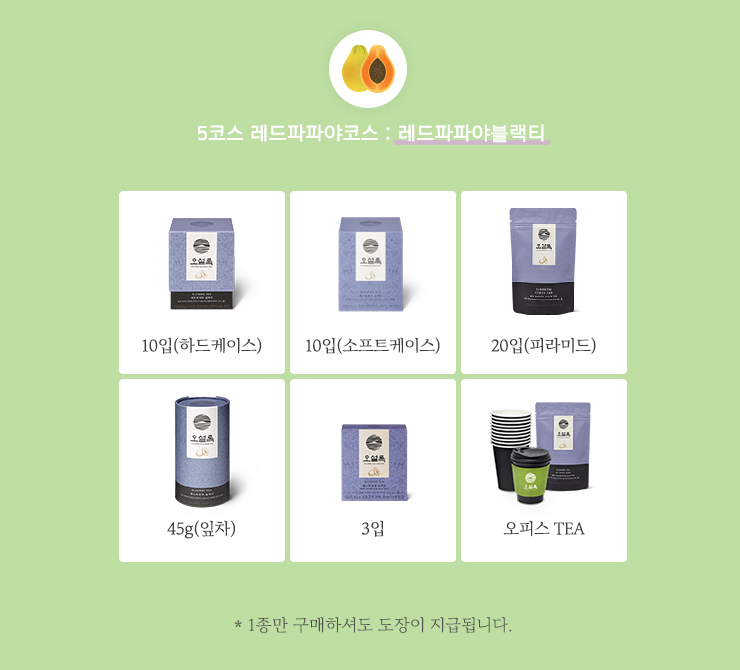 5코스 레드파파야코스 : 레드파파야블랙티
오설록
오설록
오설록
10입(하드케이스)
10입(소프트케이스)
20입(피라미드)
오설록
오설록
오설록
오설록
45g(잎차)
3입
오피스 TEA
* 1종만 구매하셔도 도장이 지급됩니다.